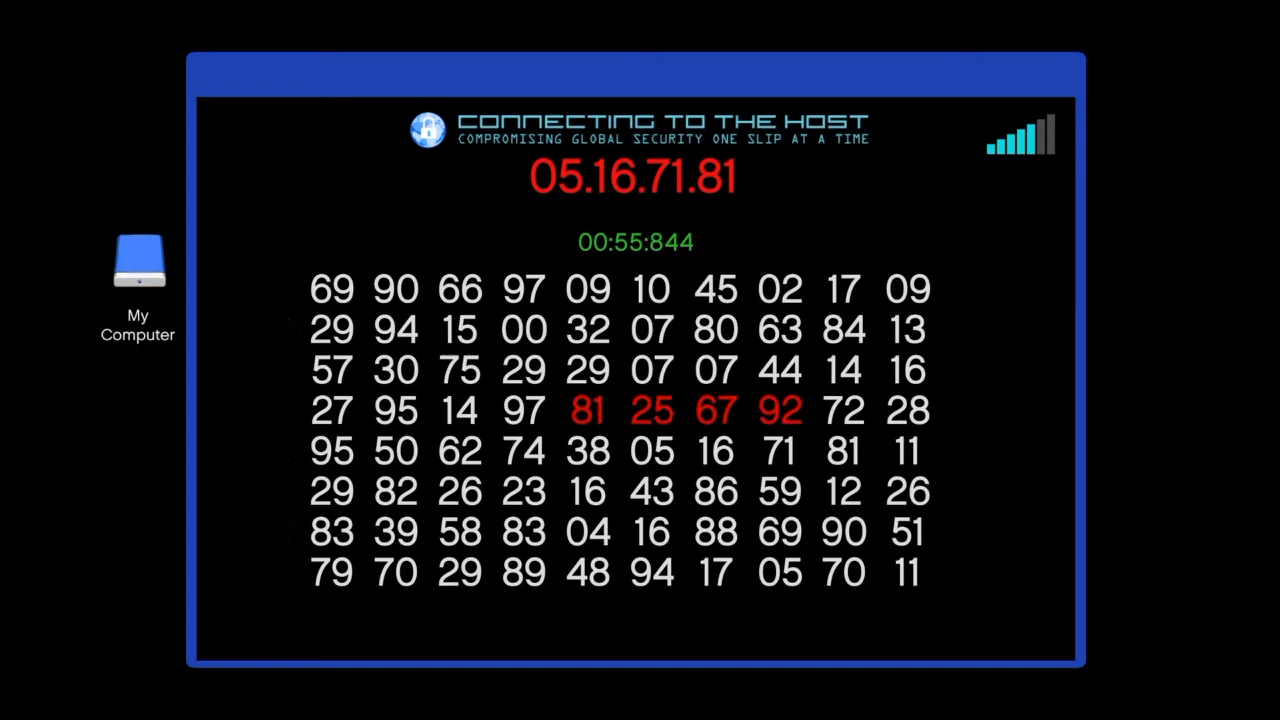 CONNECTING TO THE HOST
COMPROMISING GLOBAL SECURITY ONE SLIP AT A TIME
05.16.71.81
00:55:844
69 90 66 97 09 10 45 02 17 09
29 94 15 00 32 07 80 63 84 13
My
Computer
57 30 75 29 29 07 07 44 14 16
27 95 14 97 81 25 67 92 72 28
95 50 62 74 38 05 16 71 81 11
29 82 26 23 16 43 86 59 12 26
83 39 58 83 04 16 88 69 90 51
79 70 29 89 48 94 17 05 70 11